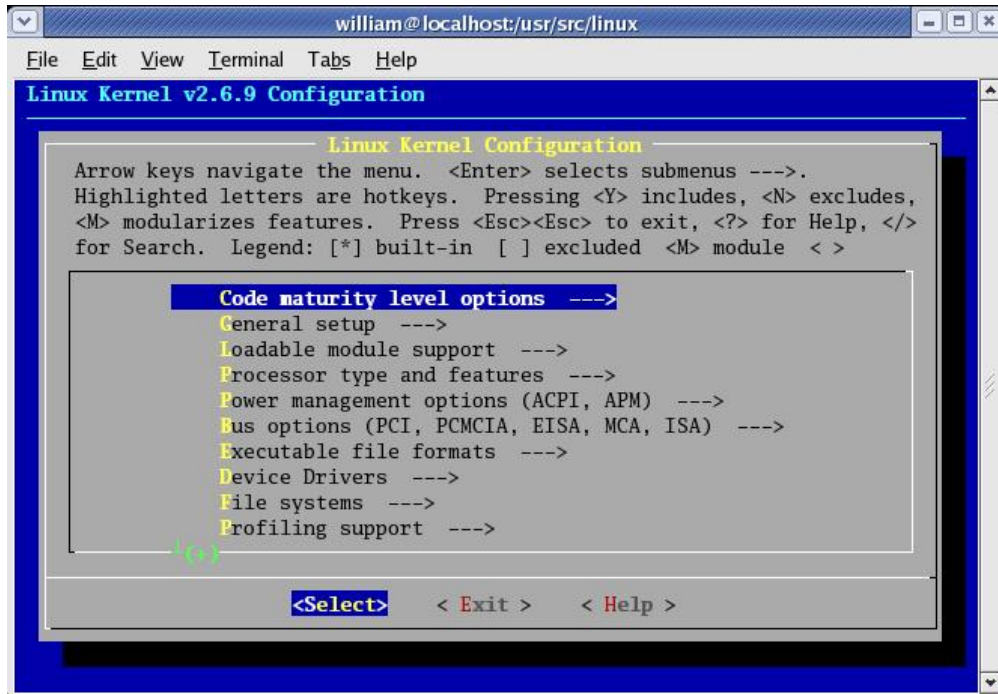 william@localhost:/usr/src/linux
File Edit View Terminal Tabs Help
Linux Kernel v2.6.9 Configuration
Linux Kernel Configuration
Arrow keys navigate the menu. <Enter> selects submenus --->.
Highlighted letters are hotkeys. Pressing <Y> includes, <N> excludes,
<M> modularizes features. Press <Esc><Esc> to exit, <?> for Help, </>
for Search. Legend: [*] built-in [ ] excluded <M> module < >
Code maturity level options --->
General setup --->
Loadable module support --->
Processor type and features --->
Power management options (ACPI, APM) --->
Bus options (PCI, PCMCIA, EISA, MCA, ISA) --->
Executable file formats --->
Device Drivers --->
File systems --->
Profiling support --->
(+)
<Select> < Exit > < Help >